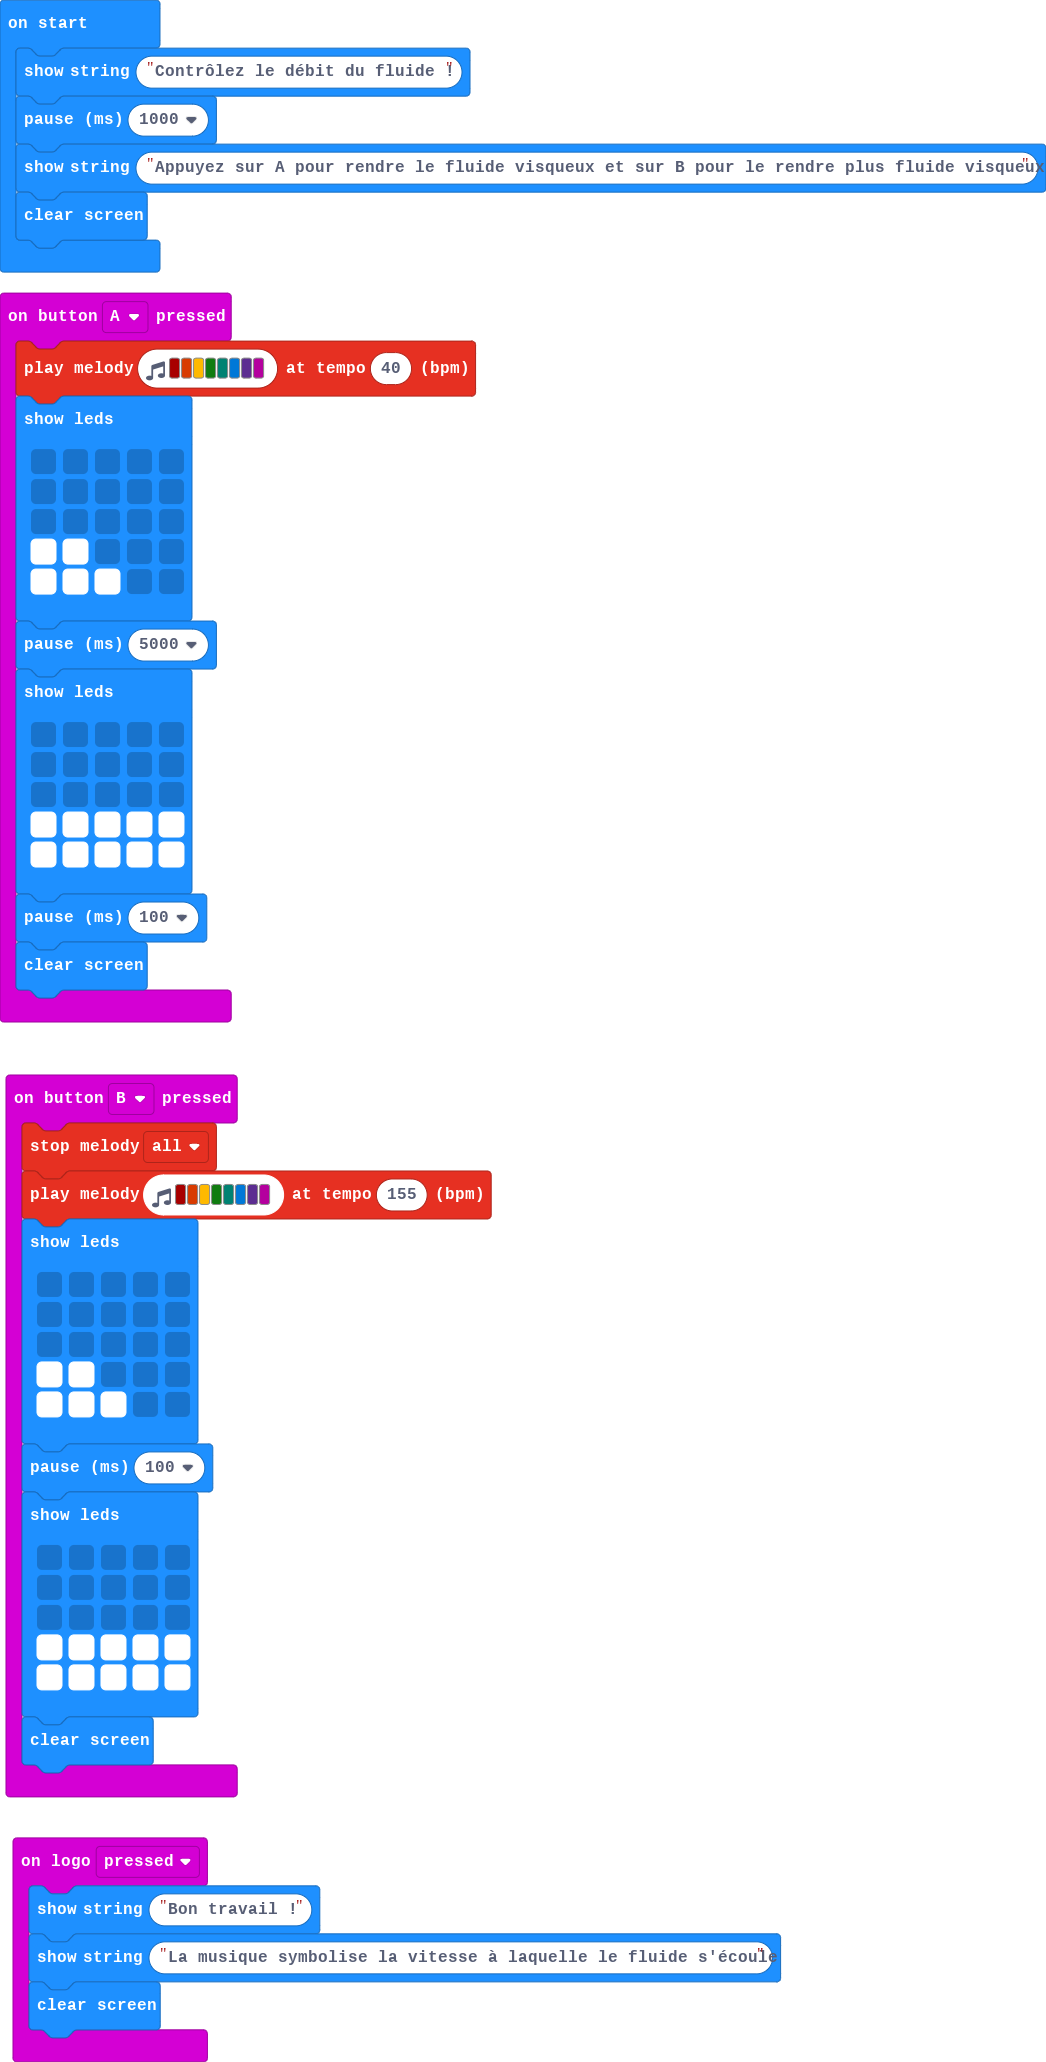 on start
show string "Contrôlez le débit du fluide !"
pause (ms) 1000
show string "Appuyez sur A pour rendre le fluide visqueux et sur B pour le rendre plus fluide visqueux"
clear screen
on button A pressed
play melody at tempo 40 (bpm)
show leds
pause (ms) 5000
show leds
pause (ms) 100
clear screen
on button B pressed
stop melody all
play melody at tempo 155 (bpm)
show leds
pause (ms) 100
show leds
clear screen
on logo pressed
show string "Bon travail !"
show string "La musique symbolise la vitesse à laquelle le fluide s'écoule"
clear screen